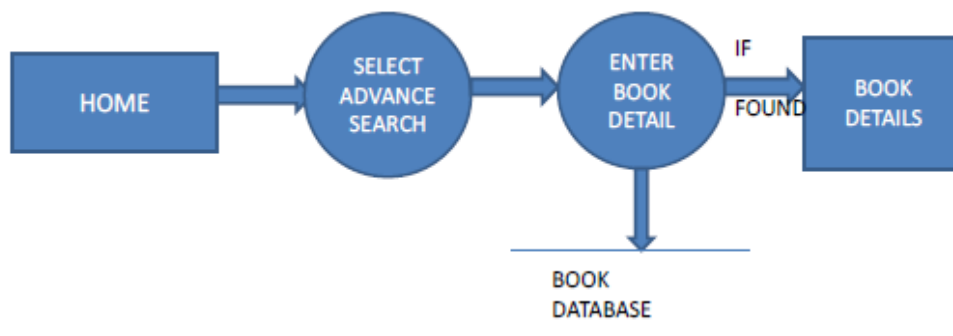 HOME
SELECT
ADVANCE
SEARCH
ENTER
BOOK
DETAIL
IF
FOUND
BOOK
DETAILS
BOOK
DATABASE